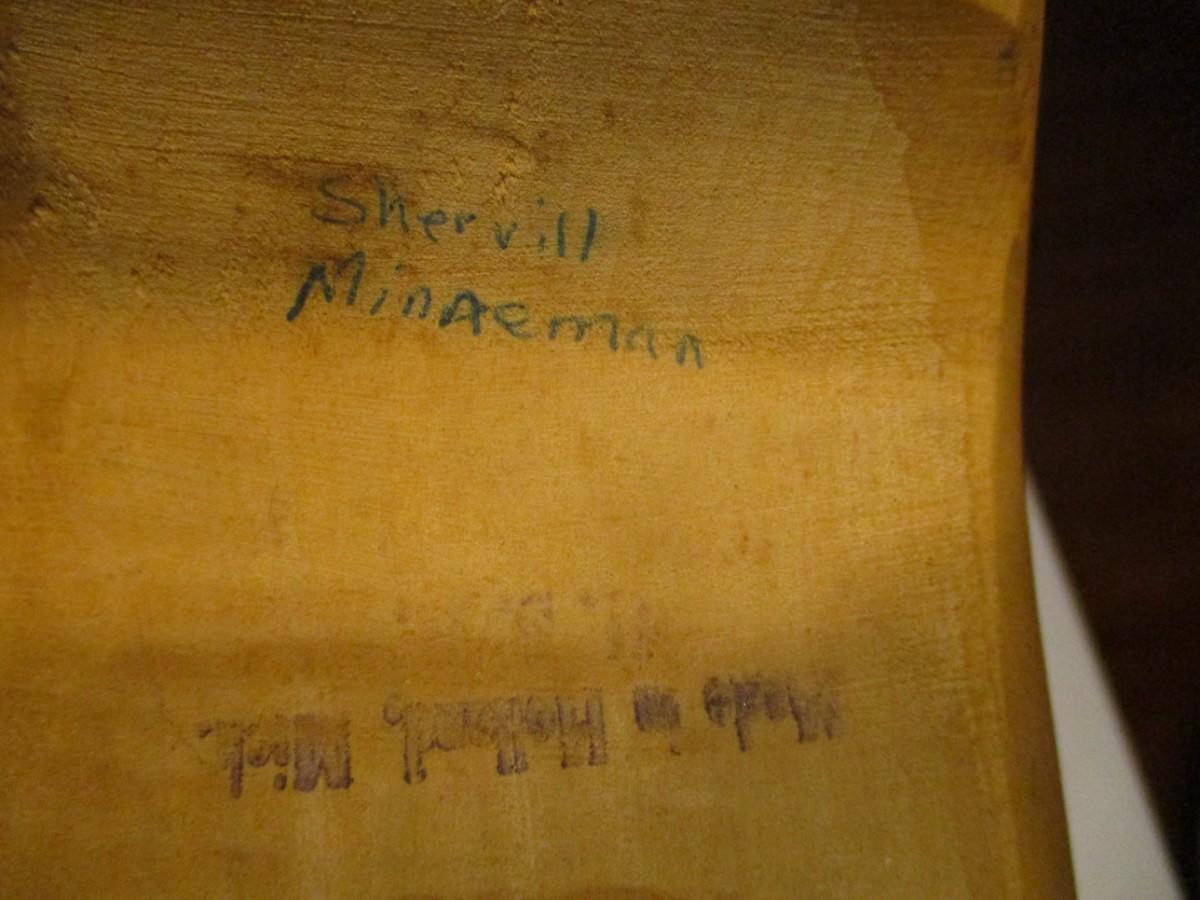 Shervill
MinAeman
Made in Holland, Mich.